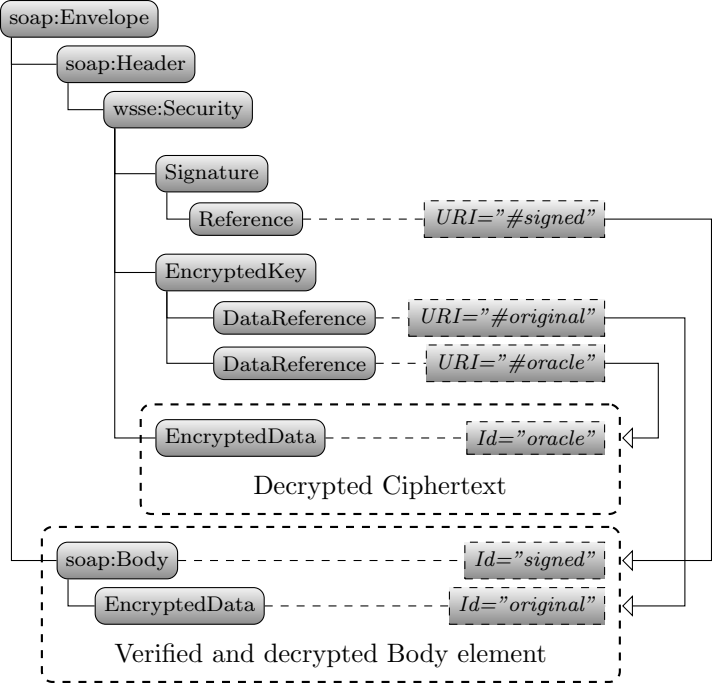 soap:Envelope
soap:Header
wsse:Security
Signature
Reference URI=”#signed”
EncryptedKey
DataReference URI=”#original”
DataReference URI=”#oracle”
EncryptedData Id=”oracle”
Decrypted Ciphertext
soap:Body Id=”signed”
EncryptedData Id=”original”
Verified and decrypted Body element